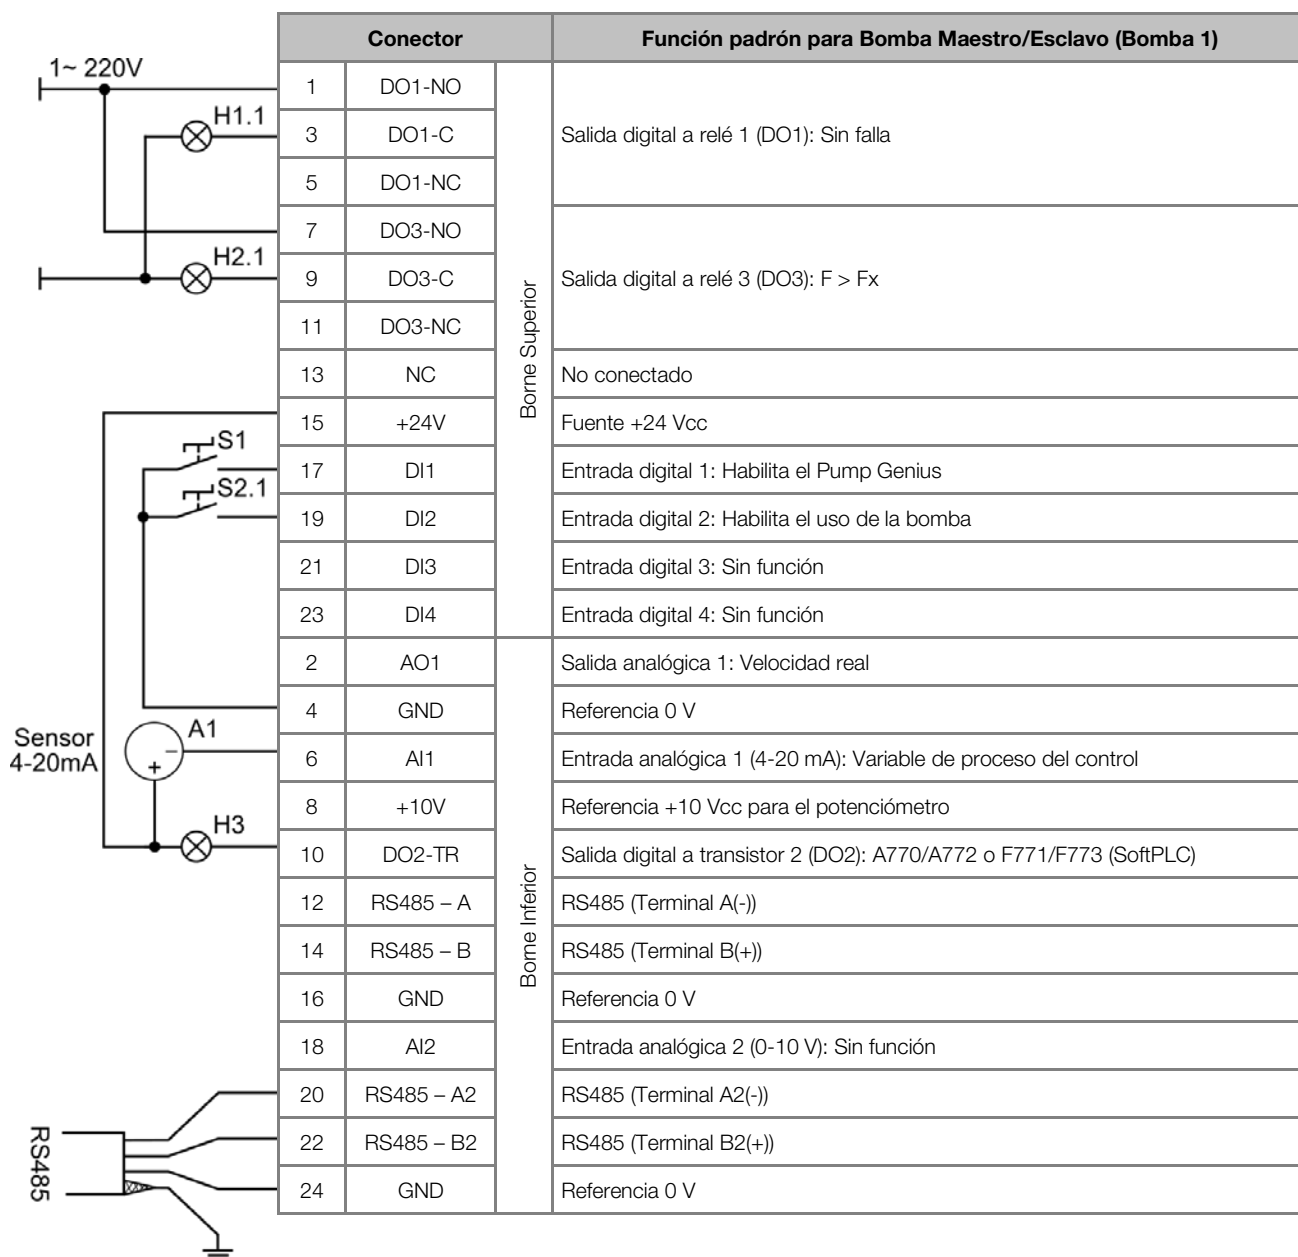 Conector Función padrón para Bomba Maestro/Esclavo (Bomba 1)
1~ 220V
1 DO1-NO
H1.1
3 DO1-C Salida digital a relé 1 (DO1): Sin falla
5 DO1-NC
7 DO3-NO
H2.1
9 DO3-C Salida digital a relé 3 (DO3): F > Fx
11 DO3-NC
Borne Superior
13 NC No conectado
15 +24V Fuente +24 Vcc
S1
17 DI1 Entrada digital 1: Habilita el Pump Genius
S2.1
19 DI2 Entrada digital 2: Habilita el uso de la bomba
21 DI3 Entrada digital 3: Sin función
23 DI4 Entrada digital 4: Sin función
2 AO1 Salida analógica 1: Velocidad real
4 GND Referencia 0 V
Sensor
4-20mA
A1
− +
6 AI1 Entrada analógica 1 (4-20 mA): Variable de proceso del control
8 +10V Referencia +10 Vcc para el potenciómetro
H3
10 DO2-TR Salida digital a transistor 2 (DO2): A770/A772 o F771/F773 (SoftPLC)
Borne Inferior
12 RS485 – A RS485 (Terminal A(-))
14 RS485 – B RS485 (Terminal B(+))
16 GND Referencia 0 V
18 AI2 Entrada analógica 2 (0-10 V): Sin función
20 RS485 – A2 RS485 (Terminal A2(-))
RS485
22 RS485 – B2 RS485 (Terminal B2(+))
24 GND Referencia 0 V